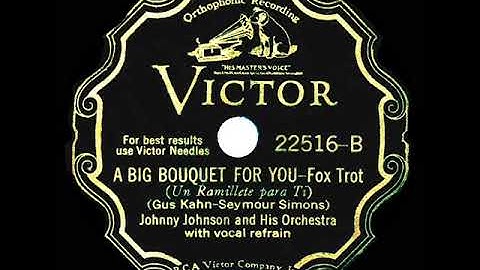 Orthophonic Recording
"HIS MASTER'S VOICE"
VICTOR
For best results
use Victor Needles
22516-B
A BIG BOUQUET FOR YOU-Fox Trot
(Un Ramillete para Ti)
(Gus Kahn-Seymour Simons)
Johnny Johnson and His Orchestra
with vocal refrain
RCA Victor Company, I